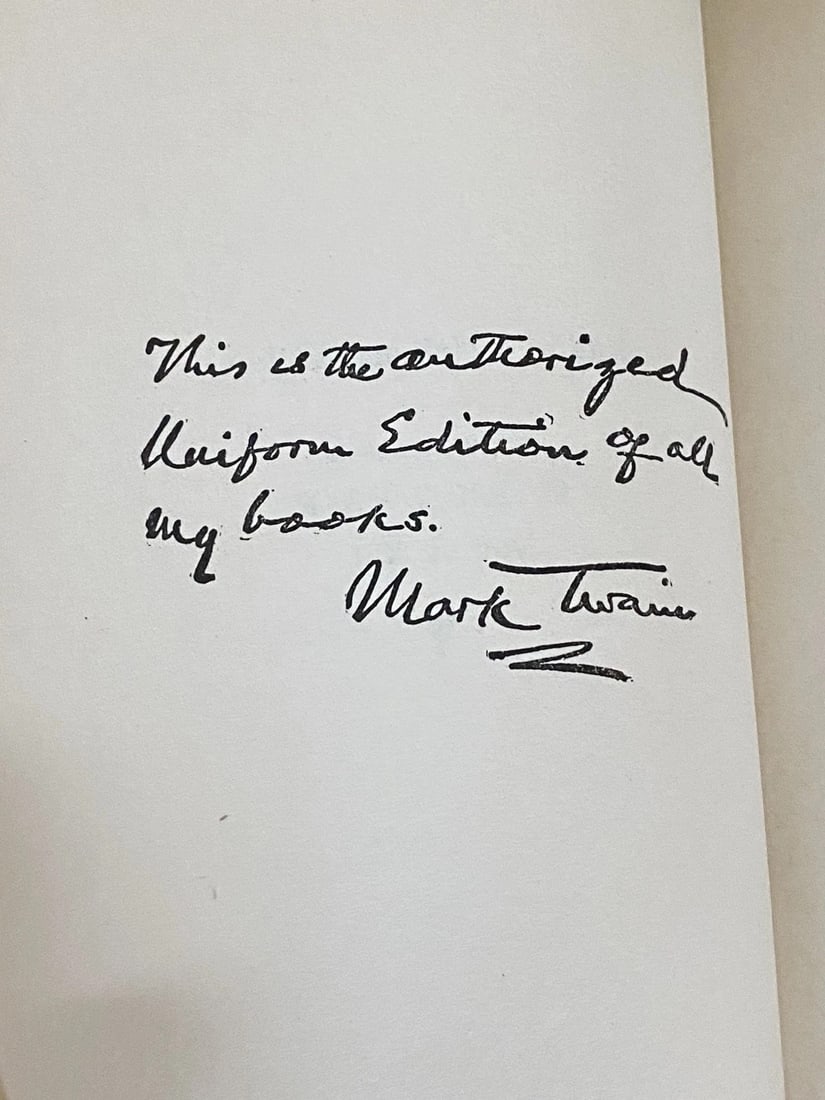 This is the authorized
Uniform Edition of all
my books.
Mark Twain